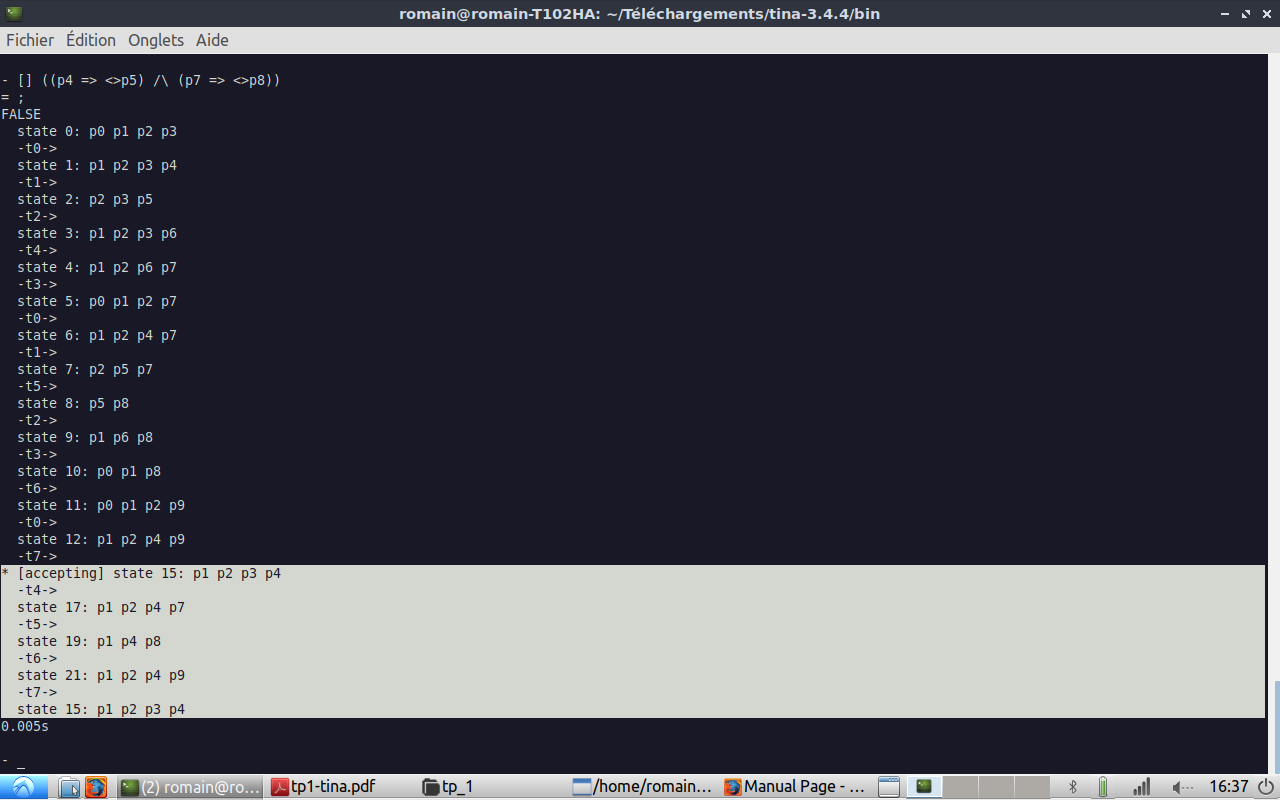 romain@romain-T102HA: ~/Téléchargements/tina-3.4.4/bin
Fichier Édition Onglets Aide
- [] ((p4 => <>p5) /\ (p7 => <>p8))
= ;
FALSE
state 0: p0 p1 p2 p3
-t0->
state 1: p1 p2 p3 p4
-t1->
state 2: p2 p3 p5
-t2->
state 3: p1 p2 p3 p6
-t4->
state 4: p1 p2 p6 p7
-t3->
state 5: p0 p1 p2 p7
-t0->
state 6: p1 p2 p4 p7
-t1->
state 7: p2 p5 p7
-t5->
state 8: p5 p8
-t2->
state 9: p1 p6 p8
-t3->
state 10: p0 p1 p8
-t6->
state 11: p0 p1 p2 p9
-t0->
state 12: p1 p2 p4 p9
-t7->
* [accepting] state 15: p1 p2 p3 p4
-t4->
state 17: p1 p2 p4 p7
-t5->
state 19: p1 p4 p8
-t6->
state 21: p1 p2 p4 p9
-t7->
state 15: p1 p2 p3 p4
0.005s
- _
(2) romain@ro... tp1-tina.pdf tp_1 /home/romain... Manual Page - ... 16:37